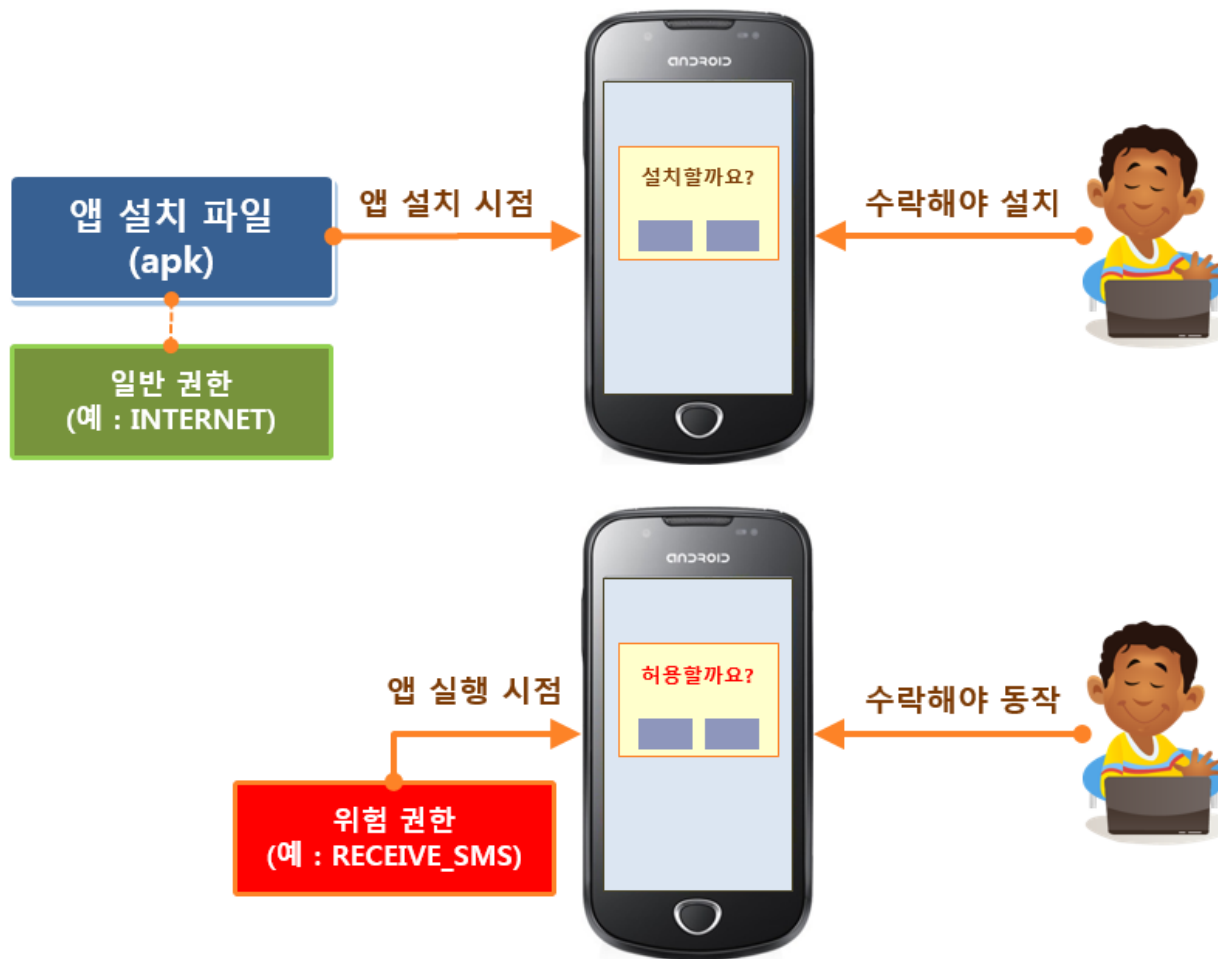 ANDROID
설치할까요?
앱 설치 파일
(apk)
앱 설치 시점
수락해야 설치
일반 권한
(예 : INTERNET)
ANDROID
허용할까요?
앱 실행 시점
수락해야 동작
위험 권한
(예 : RECEIVE_SMS)